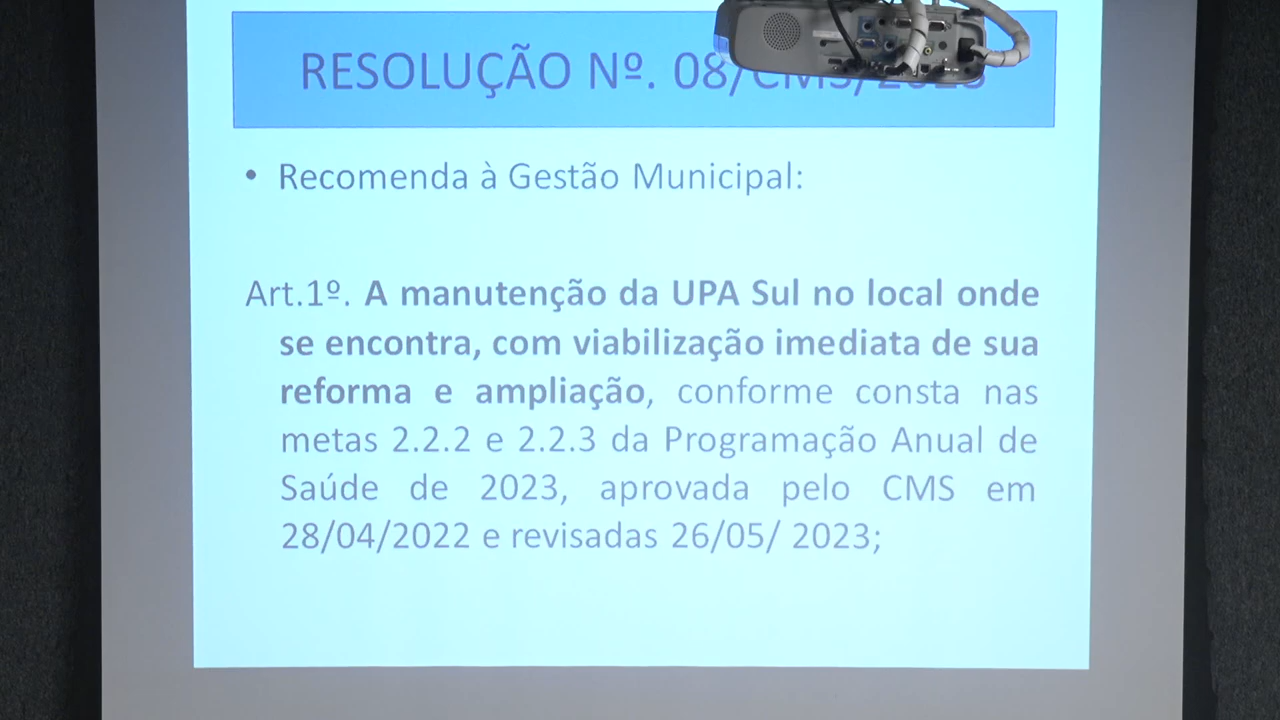 RESOLUÇÃO Nº. 08/CMS/2023
• Recomenda à Gestão Municipal:
Art.1º. A manutenção da UPA Sul no local onde
se encontra, com viabilização imediata de sua
reforma e ampliação, conforme consta nas
metas 2.2.2 e 2.2.3 da Programação Anual de
Saúde de 2023, aprovada pelo CMS em
28/04/2022 e revisadas 26/05/ 2023;